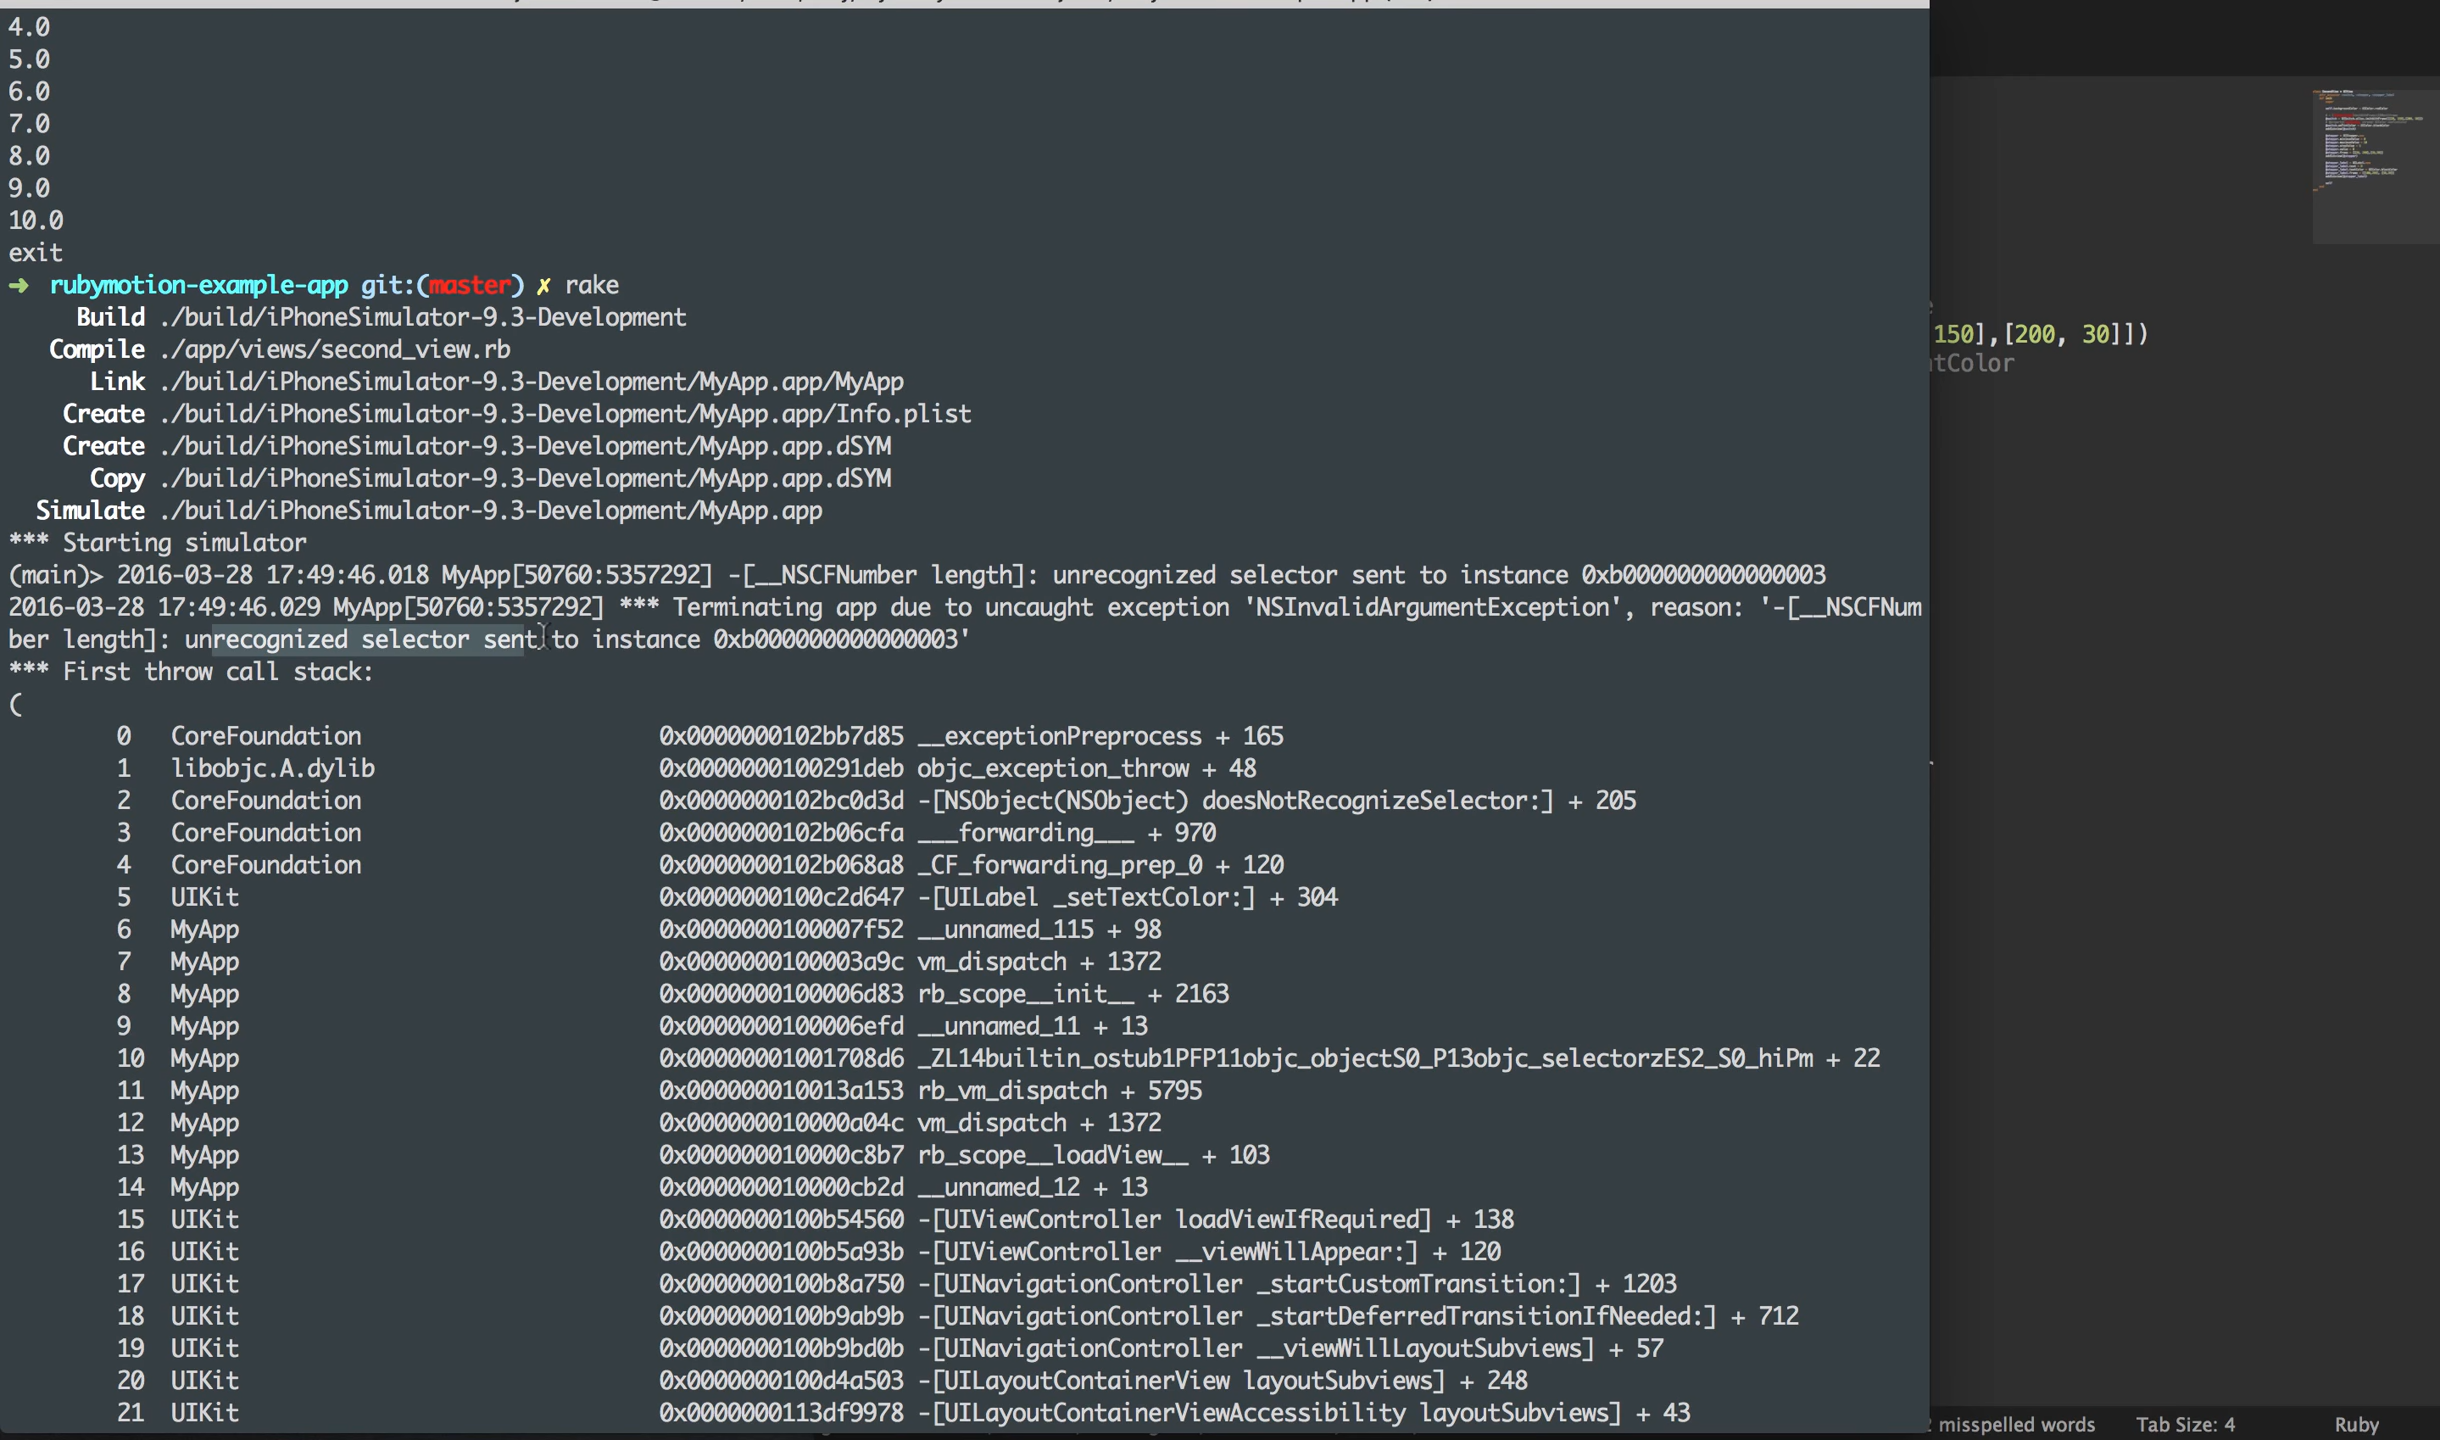 4.0
5.0
6.0
7.0
8.0
9.0
10.0
exit
➜ rubymotion-example-app git:(master) ✗ rake
Build ./build/iPhoneSimulator-9.3-Development
Compile ./app/views/second_view.rb
Link ./build/iPhoneSimulator-9.3-Development/MyApp.app/MyApp
Create ./build/iPhoneSimulator-9.3-Development/MyApp.app/Info.plist
Create ./build/iPhoneSimulator-9.3-Development/MyApp.app.dSYM
Copy ./build/iPhoneSimulator-9.3-Development/MyApp.app.dSYM
Simulate ./build/iPhoneSimulator-9.3-Development/MyApp.app
*** Starting simulator
(main)> 2016-03-28 17:49:46.018 MyApp[50760:5357292] -[__NSCFNumber length]: unrecognized selector sent to instance 0xb000000000000003
2016-03-28 17:49:46.029 MyApp[50760:5357292] *** Terminating app due to uncaught exception 'NSInvalidArgumentException', reason: '-[__NSCFNum
ber length]: unrecognized selector sent to instance 0xb000000000000003'
*** First throw call stack:
(
0 CoreFoundation 0x0000000102bb7d85 __exceptionPreprocess + 165
1 libobjc.A.dylib 0x0000000100291deb objc_exception_throw + 48
2 CoreFoundation 0x0000000102bc0d3d -[NSObject(NSObject) doesNotRecognizeSelector:] + 205
3 CoreFoundation 0x0000000102b06cfa ___forwarding___ + 970
4 CoreFoundation 0x0000000102b068a8 _CF_forwarding_prep_0 + 120
5 UIKit 0x0000000100c2d647 -[UILabel _setTextColor:] + 304
6 MyApp 0x0000000100007f52 __unnamed_115 + 98
7 MyApp 0x0000000100003a9c vm_dispatch + 1372
8 MyApp 0x0000000100006d83 rb_scope__init__ + 2163
9 MyApp 0x0000000100006efd __unnamed_11 + 13
10 MyApp 0x00000001001708d6 _ZL14builtin_ostub1PFP11objc_objectS0_P13objc_selectorzES2_S0_hiPm + 22
11 MyApp 0x000000010013a153 rb_vm_dispatch + 5795
12 MyApp 0x000000010000a04c vm_dispatch + 1372
13 MyApp 0x000000010000c8b7 rb_scope__loadView__ + 103
14 MyApp 0x000000010000cb2d __unnamed_12 + 13
15 UIKit 0x0000000100b54560 -[UIViewController loadViewIfRequired] + 138
16 UIKit 0x0000000100b5a93b -[UIViewController __viewWillAppear:] + 120
17 UIKit 0x0000000100b8a750 -[UINavigationController _startCustomTransition:] + 1203
18 UIKit 0x0000000100b9ab9b -[UINavigationController _startDeferredTransitionIfNeeded:] + 712
19 UIKit 0x0000000100b9bd0b -[UINavigationController __viewWillLayoutSubviews] + 57
20 UIKit 0x0000000100d4a503 -[UILayoutContainerView layoutSubviews] + 248
21 UIKit 0x0000000113df9978 -[UILayoutContainerViewAccessibility layoutSubviews] + 43
150],[200, 30]])
tColor
misspelled words Tab Size: 4 Ruby